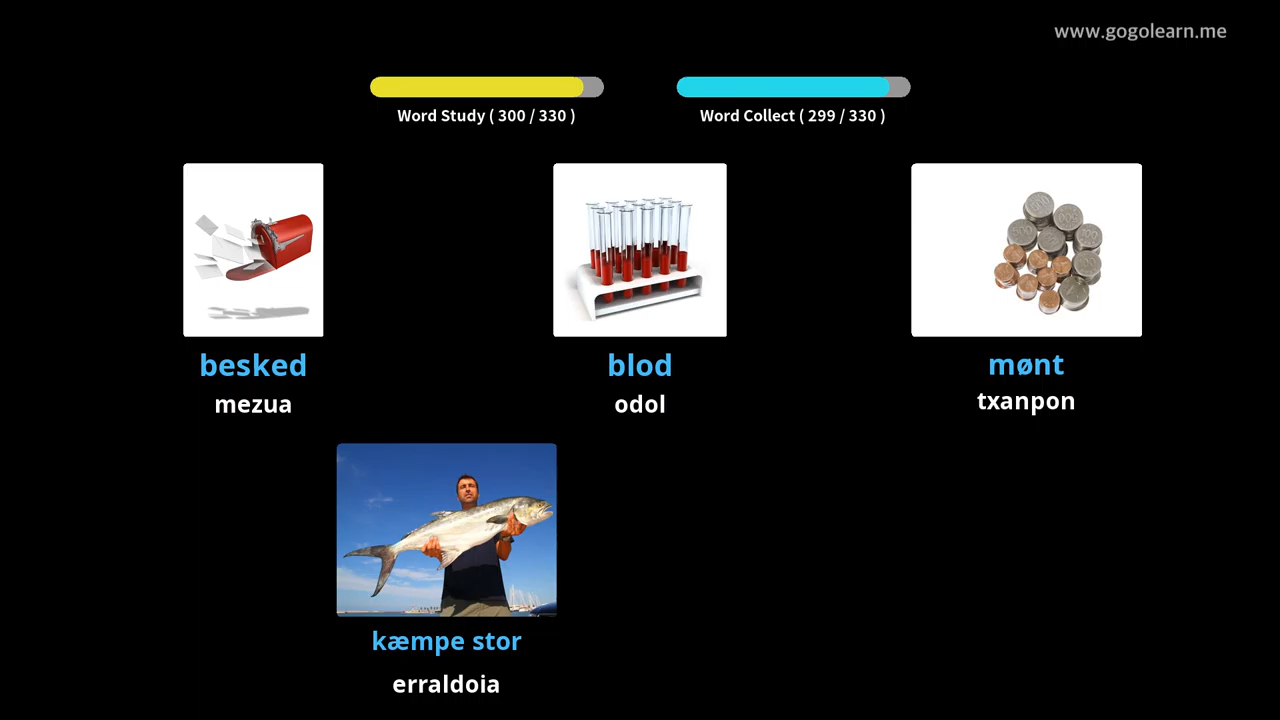 www.gogolearn.me
Word Study ( 300 / 330 )
Word Collect ( 299 / 330 )
besked
mezua
blod
odol
mønt
txanpon
kæmpe stor
erraldoia